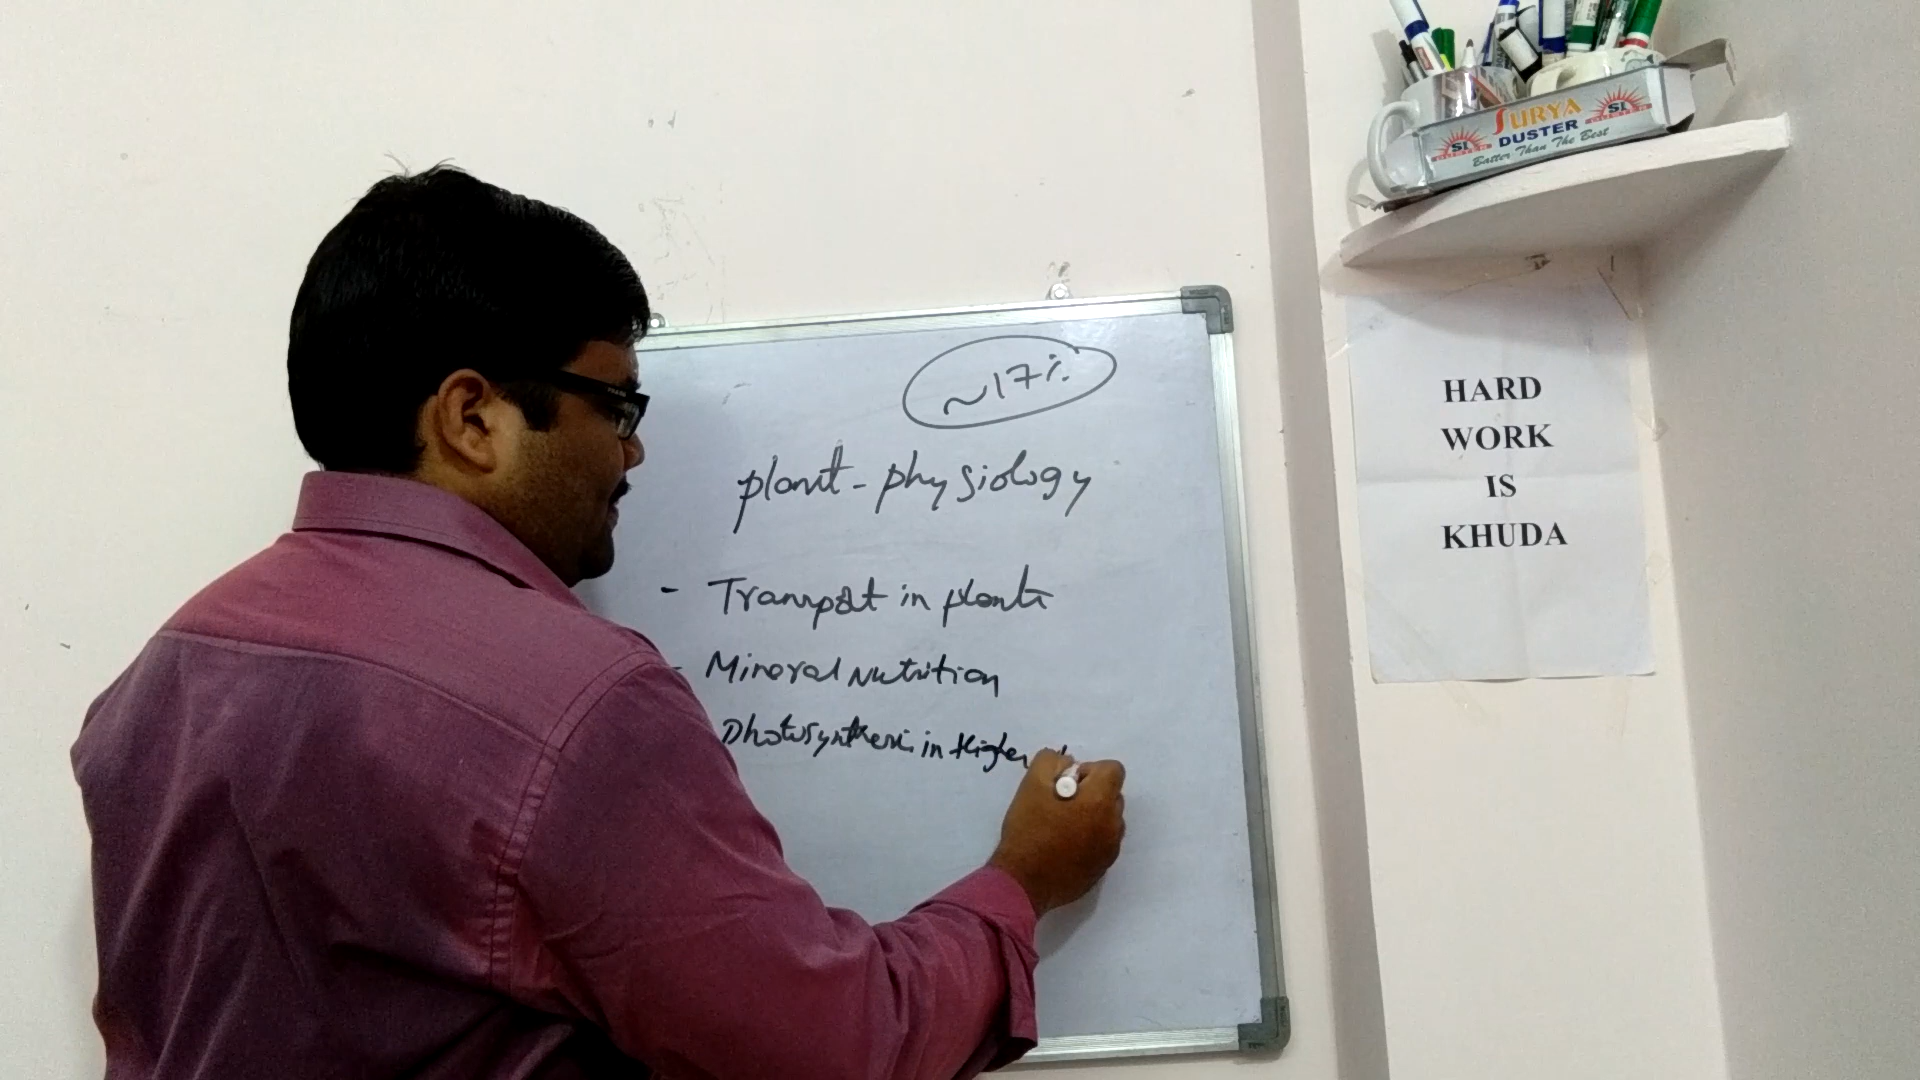 ~17%
plant-physiology
- Transport in plants
- Mineral nutrition
Photosynthesis in Higher
SURYA
SI DUSTER SI
Batter Than The Best
HARD
WORK
IS
KHUDA